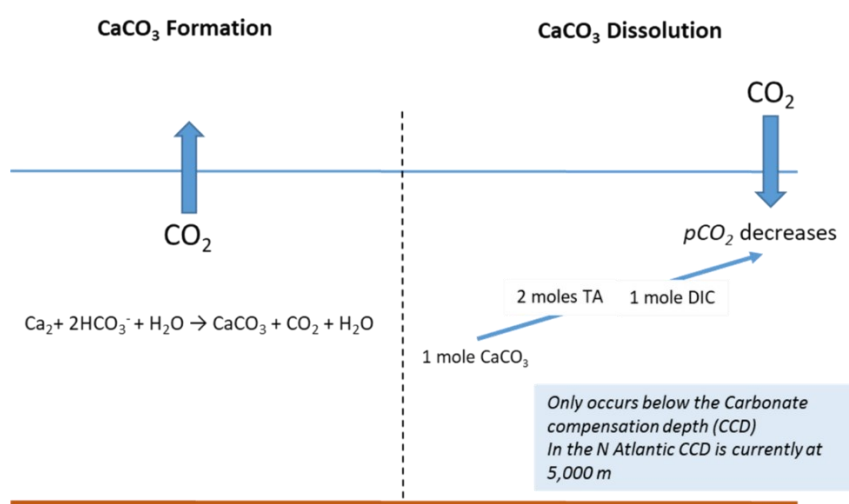 CaCO₃ Formation
CO₂
Ca₂+ 2HCO₃⁻ + H₂O → CaCO₃ + CO₂ + H₂O
CaCO₃ Dissolution
CO₂
pCO₂ decreases
2 moles TA 1 mole DIC
1 mole CaCO₃
Only occurs below the Carbonate
compensation depth (CCD)
In the N Atlantic CCD is currently at
5,000 m